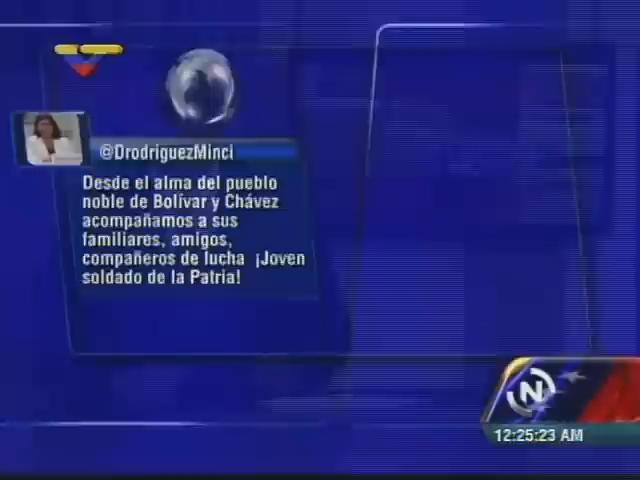 @DrodriguezMinci
Desde el alma del pueblo
noble de Bolívar y Chávez
acompañamos a sus
familiares, amigos,
compañeros de lucha ¡Joven
soldado de la Patria!
N
12:25:23 AM